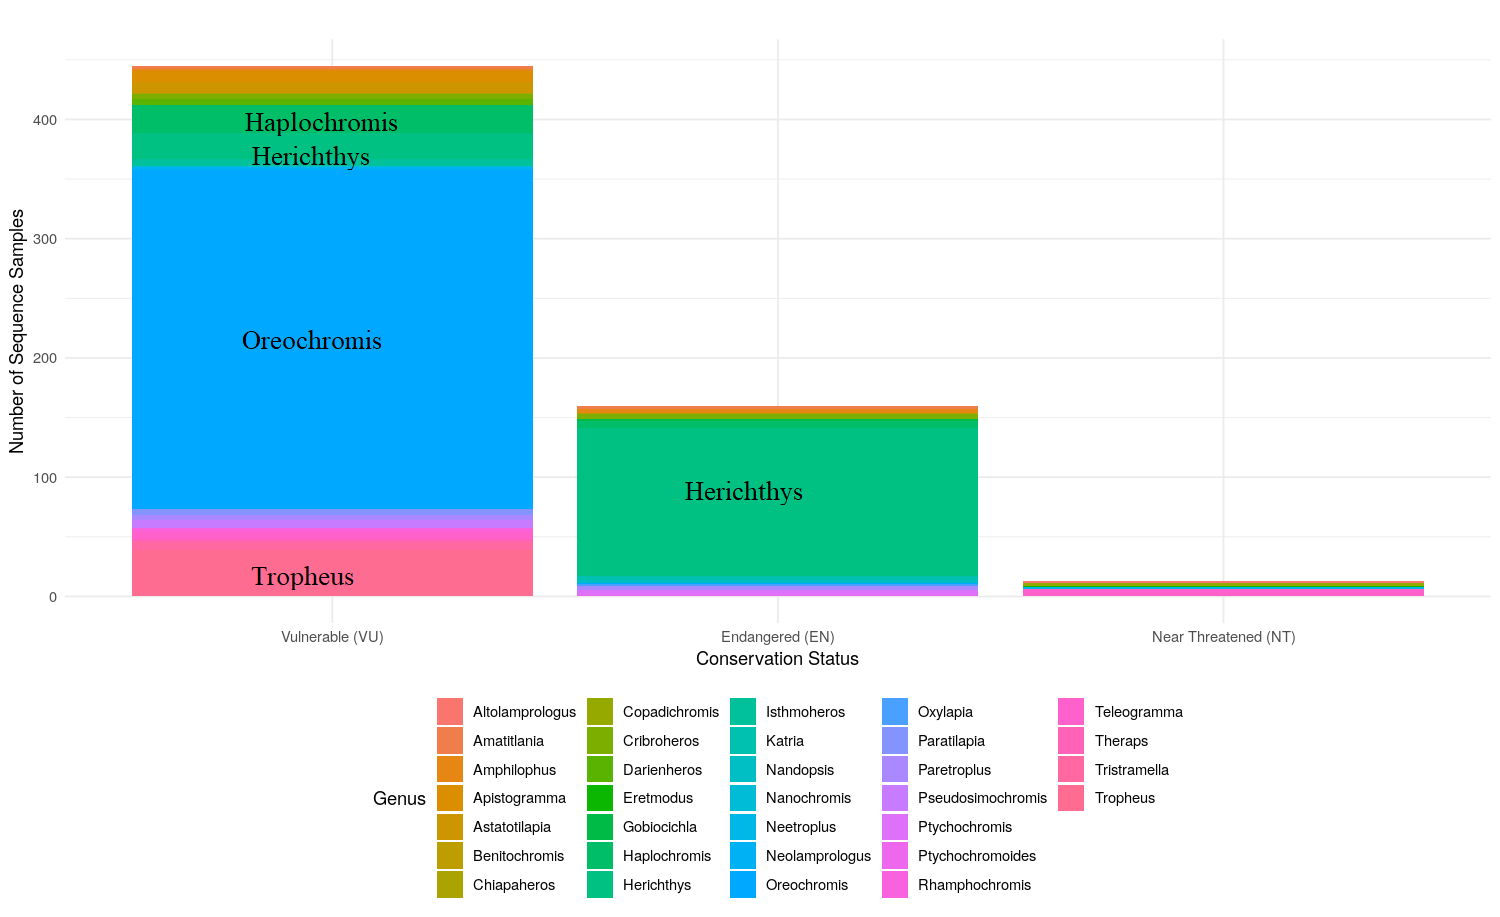 Number of Sequence Samples
400
300
200
100
0
Haplochromis
Herichthys
Oreochromis
Tropheus
Herichthys
Vulnerable (VU)
Endangered (EN)
Near Threatened (NT)
Conservation Status
Genus
Altolamprologus
Amatitlania
Amphilophus
Apistogramma
Astatotilapia
Benitochromis
Chiapaheros
Copadichromis
Cribroheros
Darienheros
Eretmodus
Gobiocichla
Haplochromis
Herichthys
Isthmoheros
Katria
Nandopsis
Nanochromis
Neetroplus
Neolamprologus
Oreochromis
Oxylapia
Paratilapia
Paretroplus
Pseudosimochromis
Ptychochromis
Ptychochromoides
Rhamphochromis
Teleogramma
Theraps
Tristramella
Tropheus